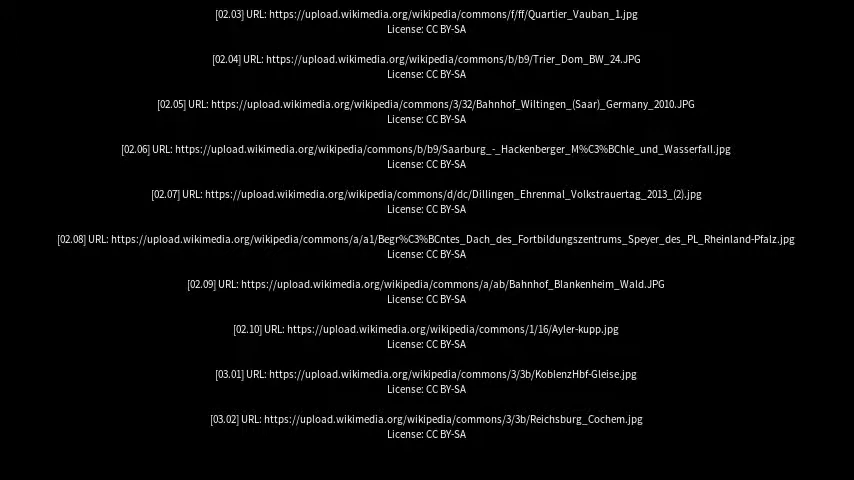 [02.03] URL: https://upload.wikimedia.org/wikipedia/commons/f/ff/Quartier_Vauban_1.jpg
License: CC BY-SA
[02.04] URL: https://upload.wikimedia.org/wikipedia/commons/b/b9/Trier_Dom_BW_24.JPG
License: CC BY-SA
[02.05] URL: https://upload.wikimedia.org/wikipedia/commons/3/32/Bahnhof_Wiltingen_(Saar)_Germany_2010.JPG
License: CC BY-SA
[02.06] URL: https://upload.wikimedia.org/wikipedia/commons/b/b9/Saarburg_-_Hackenberger_M%C3%BChle_und_Wasserfall.jpg
License: CC BY-SA
[02.07] URL: https://upload.wikimedia.org/wikipedia/commons/d/dc/Dillingen_Ehrenmal_Volkstrauertag_2013_(2).jpg
License: CC BY-SA
[02.08] URL: https://upload.wikimedia.org/wikipedia/commons/a/a1/Begr%C3%BCntes_Dach_des_Fortbildungszentrums_Speyer_des_PL_Rheinland-Pfalz.jpg
License: CC BY-SA
[02.09] URL: https://upload.wikimedia.org/wikipedia/commons/a/ab/Bahnhof_Blankenheim_Wald.JPG
License: CC BY-SA
[02.10] URL: https://upload.wikimedia.org/wikipedia/commons/1/16/Ayler-kupp.jpg
License: CC BY-SA
[03.01] URL: https://upload.wikimedia.org/wikipedia/commons/3/3b/KoblenzHbf-Gleise.jpg
License: CC BY-SA
[03.02] URL: https://upload.wikimedia.org/wikipedia/commons/3/3b/Reichsburg_Cochem.jpg
License: CC BY-SA